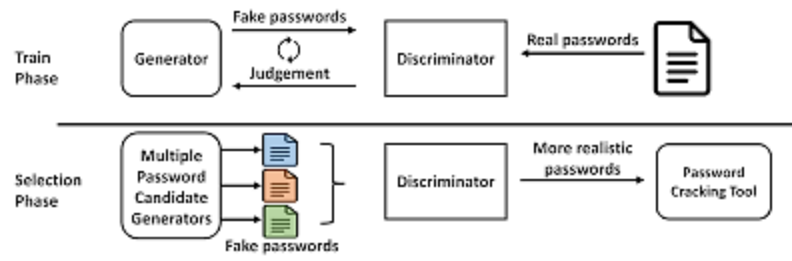 Fake passwords
Train
Phase
Generator
Judgement
Discriminator
Real passwords
Selection
Phase
Multiple
Password
Candidate
Generators
Fake passwords
Discriminator
More realistic
passwords
Password
Cracking Tool